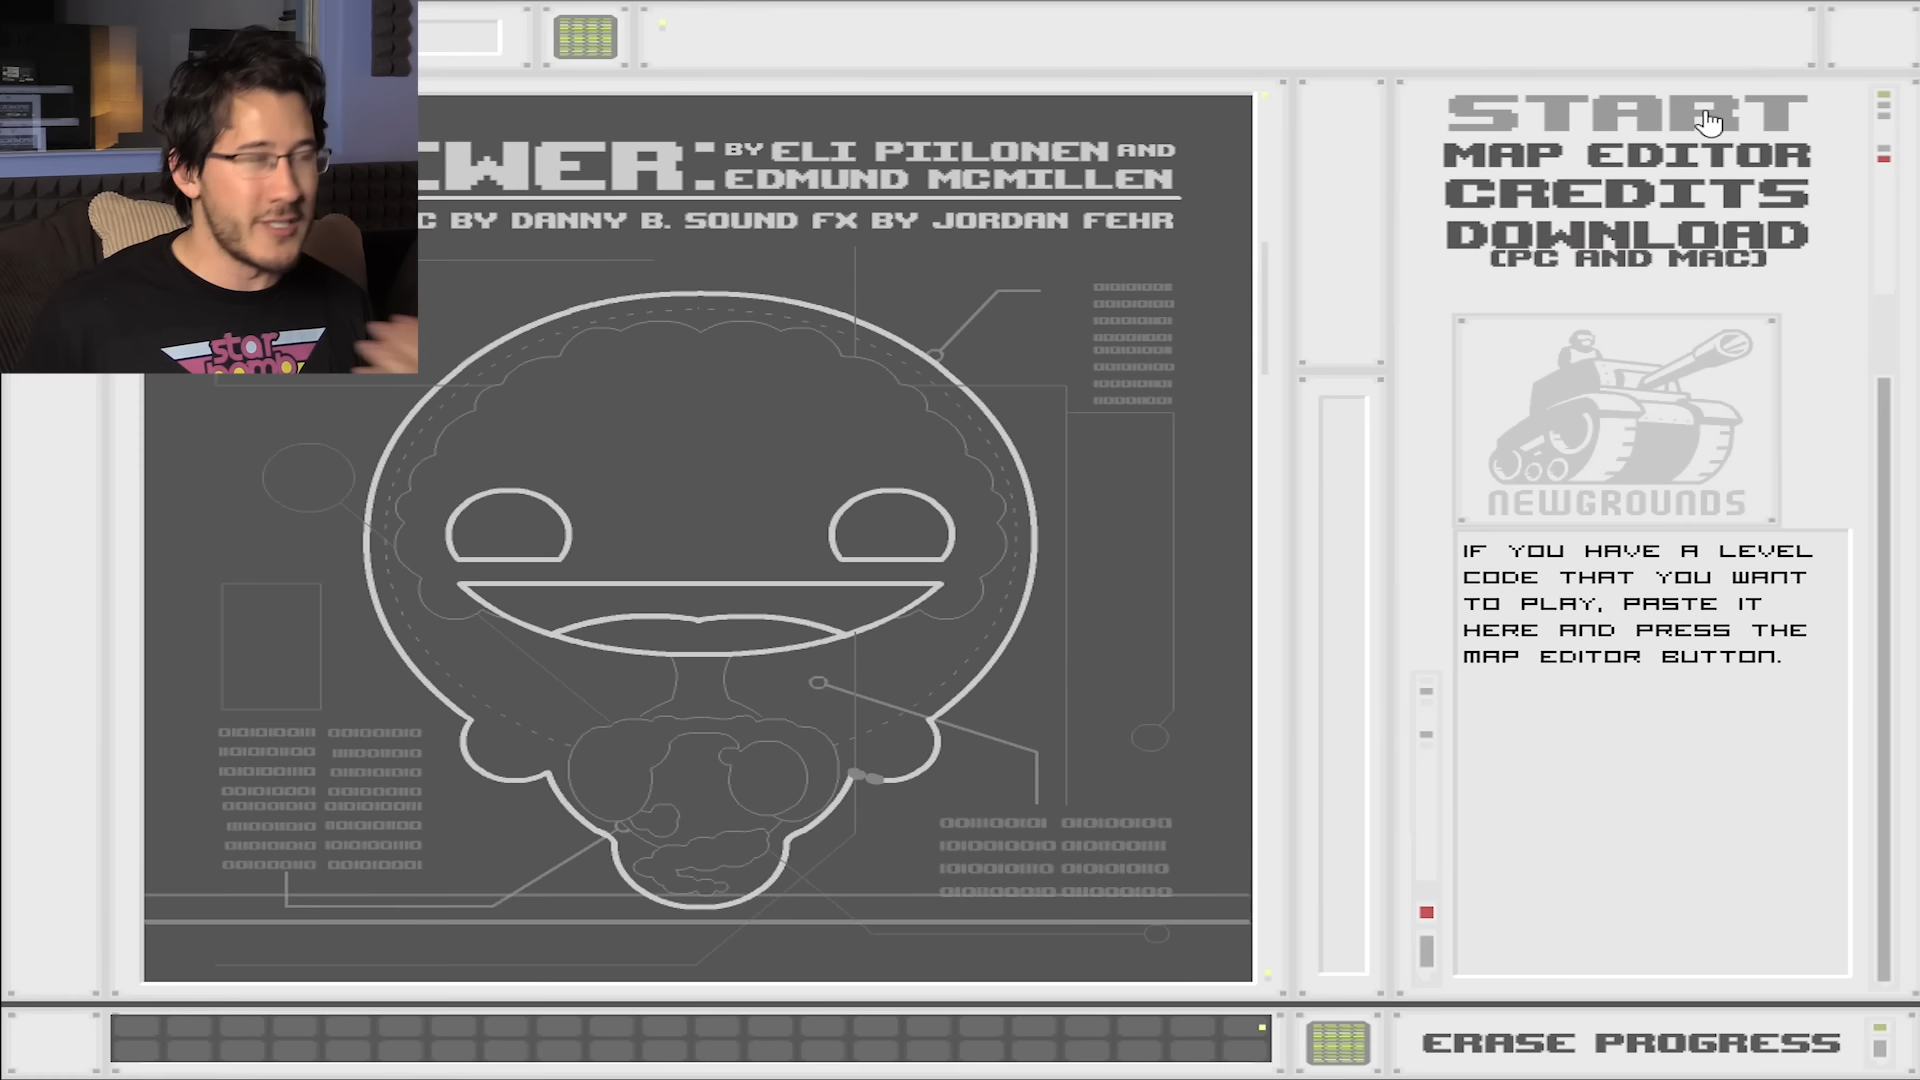 BY ELI PIILONEN AND
EDMUND MCMILLEN
BY DANNY B. SOUND FX BY JORDAN FEHR
START
MAP EDITOR
CREDITS
DOWNLOAD
(PC AND MAC)
NEWGROUNDS
IF YOU HAVE A LEVEL
CODE THAT YOU WANT
TO PLAY, PASTE IT
HERE AND PRESS THE
MAP EDITOR BUTTON.
ERASE PROGRESS
star
bomb